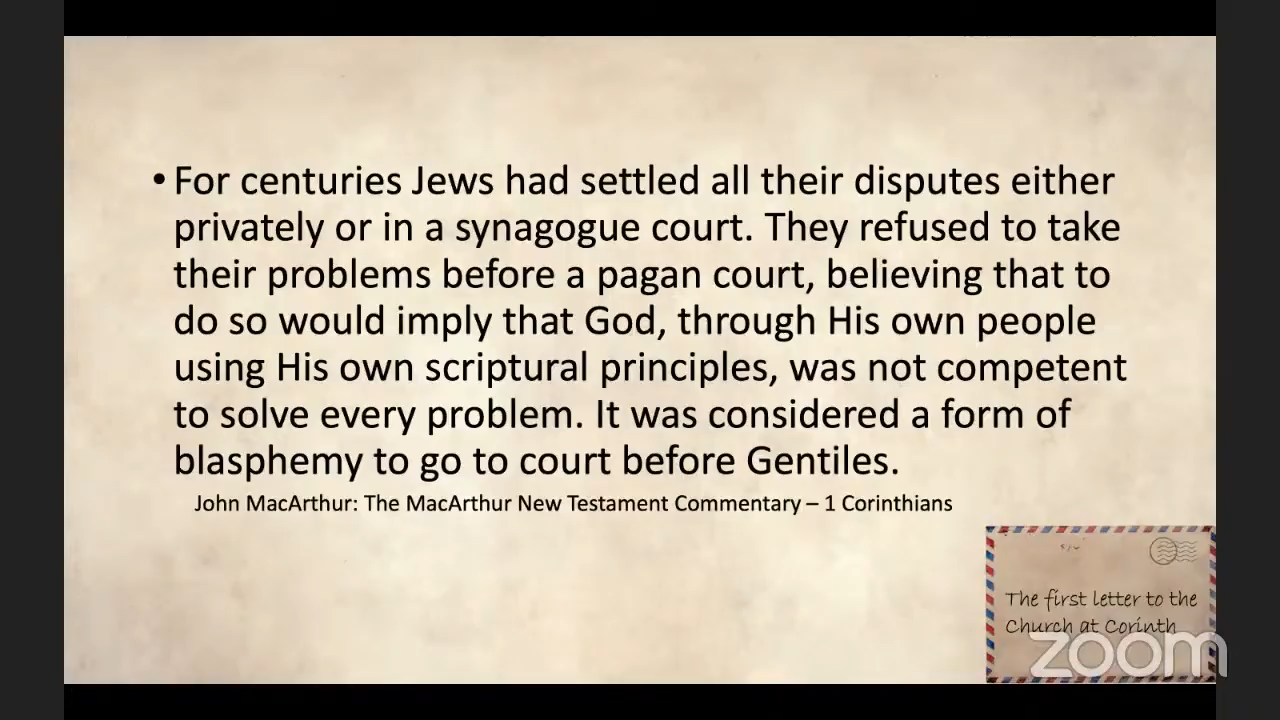 • For centuries Jews had settled all their disputes either
privately or in a synagogue court. They refused to take
their problems before a pagan court, believing that to
do so would imply that God, through His own people
using His own scriptural principles, was not competent
to solve every problem. It was considered a form of
blasphemy to go to court before Gentiles.
John MacArthur: The MacArthur New Testament Commentary – 1 Corinthians
The first letter to the
Church at Corinth
zoom